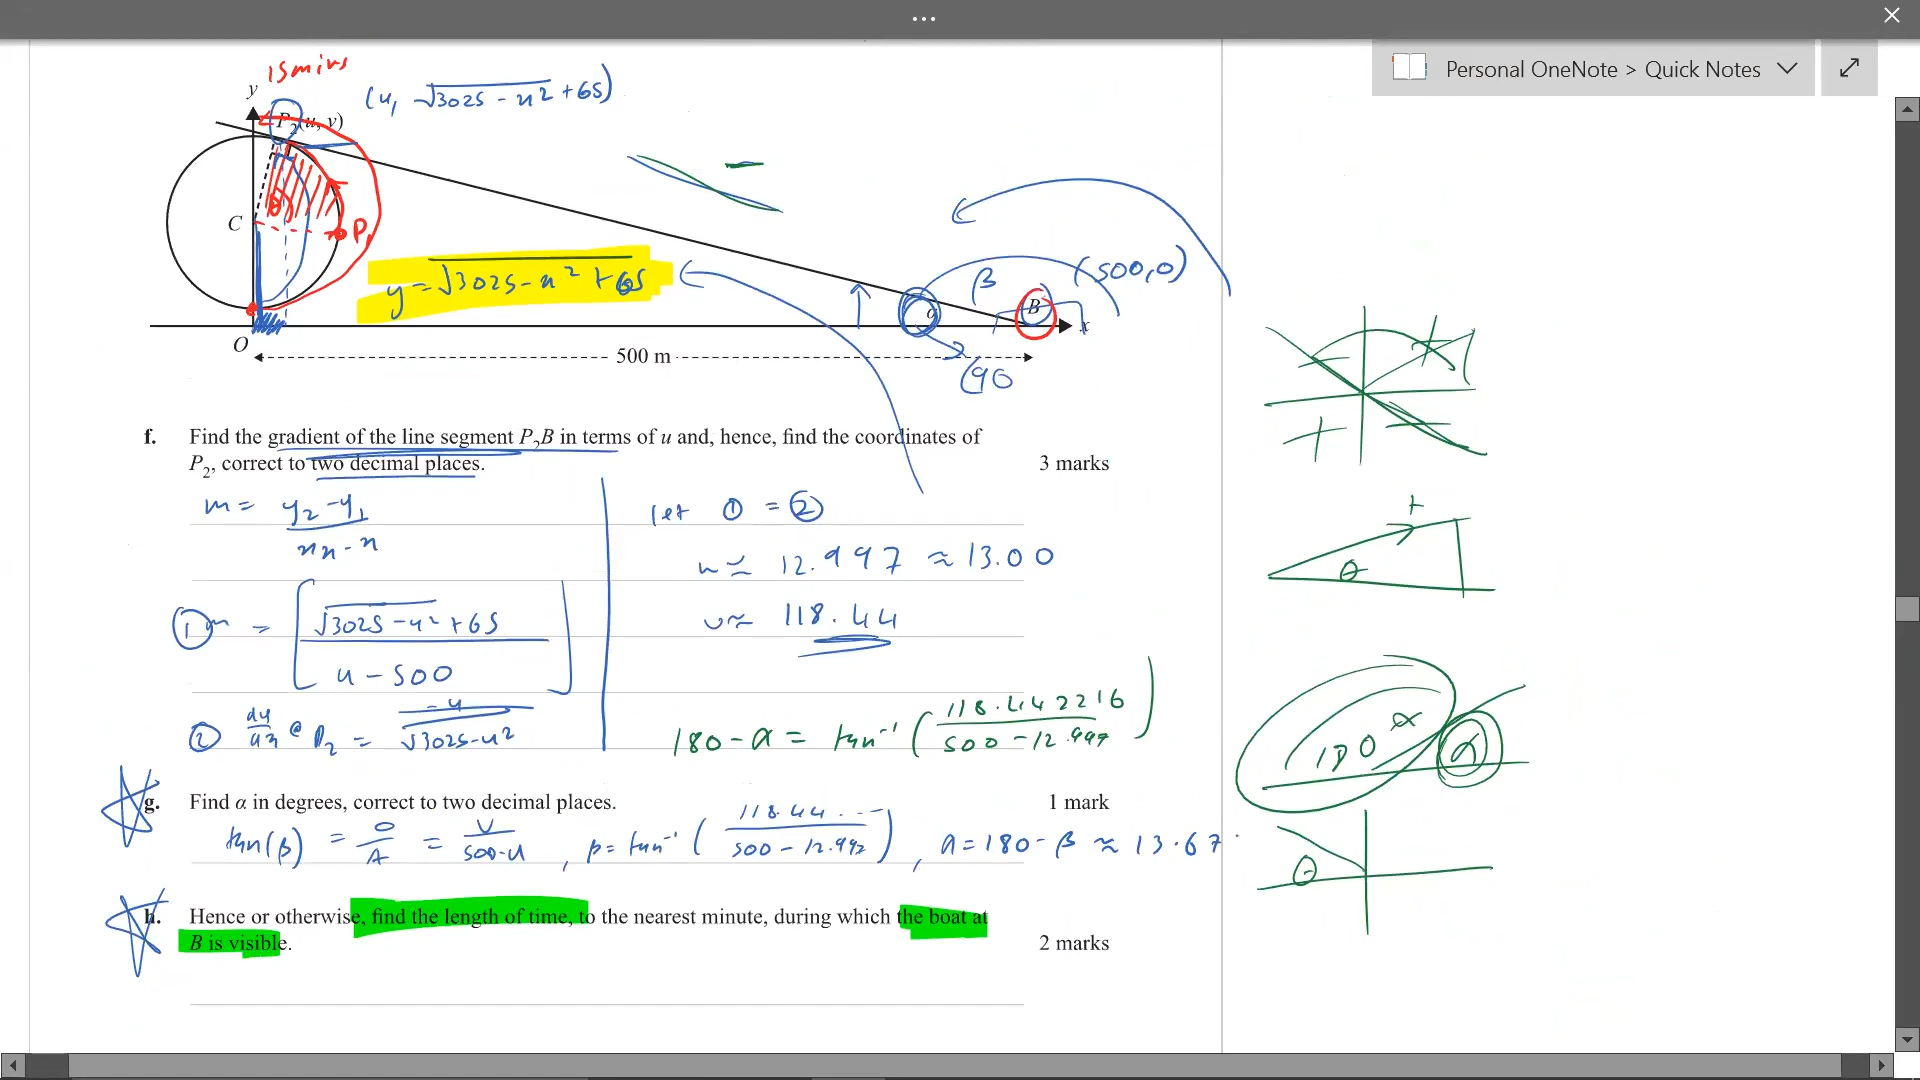 Personal OneNote > Quick Notes
15mins
(u, √3025 - u² + 65)
y
P₂(u, v)
C
θ
P₁
y = √3025 - x² + 65
β
(500,0)
B
x
O
500 m
(90
f. Find the gradient of the line segment P₂B in terms of u and, hence, find the coordinates of
P₂, correct to two decimal places. 3 marks
m = y₂ - y₁
let ① = ②
u ≈ 12.997 ≈ 13.00
① m = [ √3025 - u² + 65
u - 500 ]
v ≈ 118.44
② dy/dx @ P₂ = -u / √3025 - u²
180 - α = tan⁻¹ ( 118.442216 / 500 - 12.997 )
g. Find α in degrees, correct to two decimal places. 1 mark
tan(β) = O/A = v / 500-u , β = tan⁻¹ ( 118.44... / 500 - 12.992 ) , α = 180 - β ≈ 13.67
h. Hence or otherwise, find the length of time, to the nearest minute, during which the boat at
B is visible. 2 marks
+
θ
180 α
α
θ